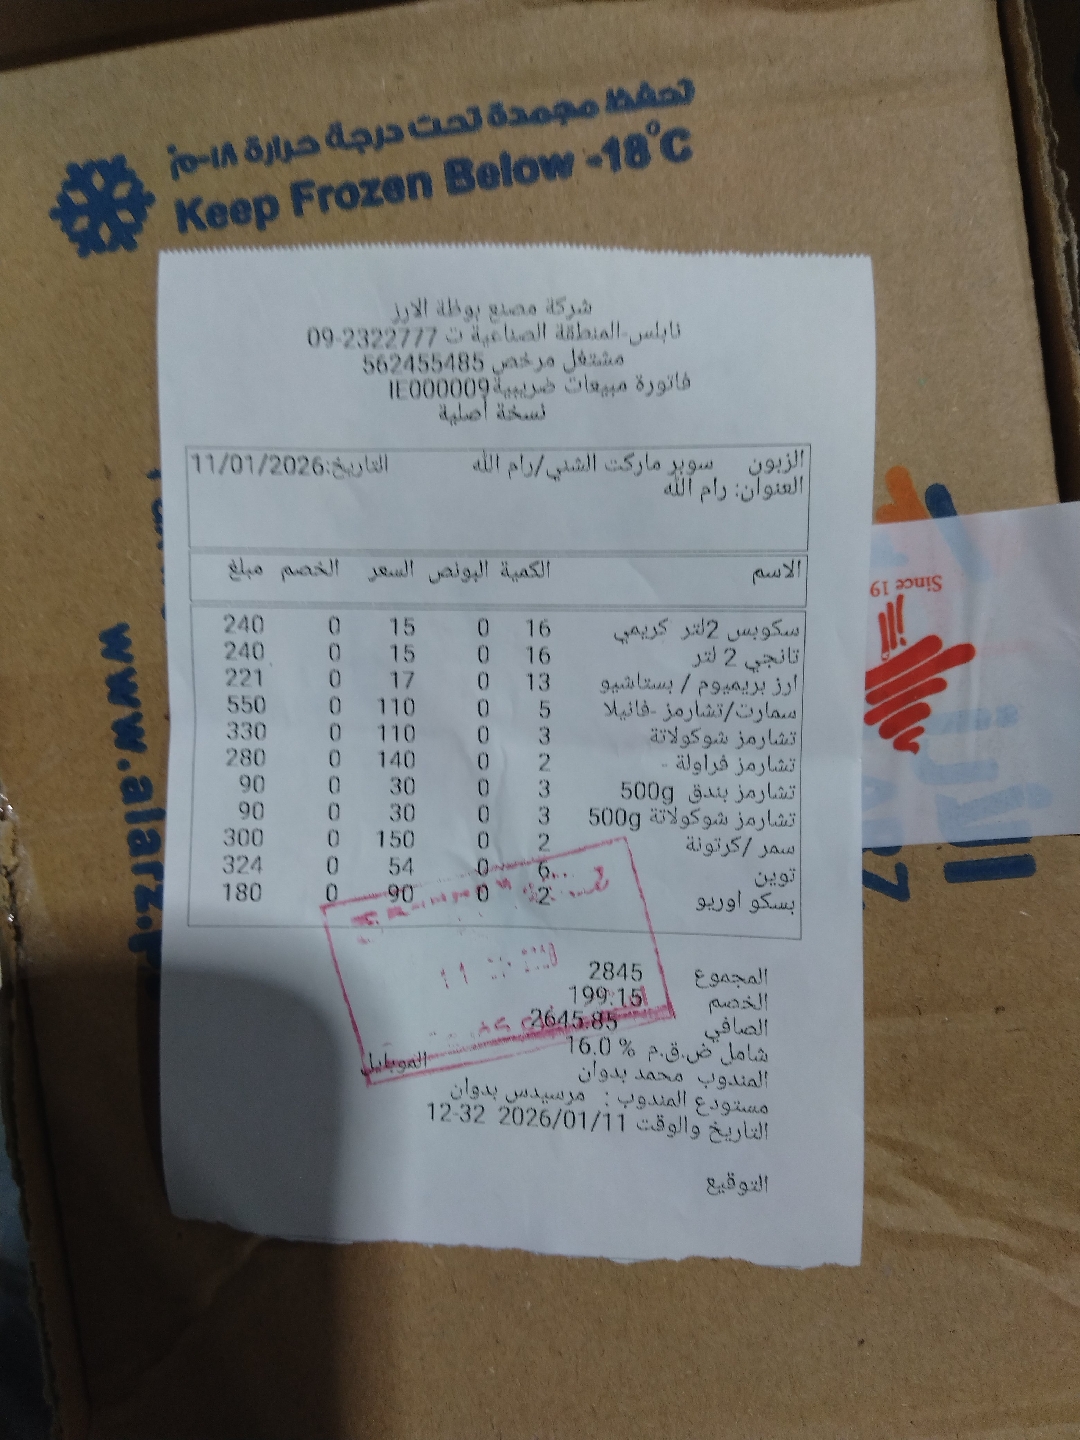 تحفظ مجمدة تحت درجة حرارة ١٨-م°
Keep Frozen Below -18°C
شركة مصنع بوظة الارز
نابلس-المنطقة الصناعية ت 09-2322777
مشتغل مرخص 562455485
فاتورة مبيعات ضريبية IE000009
نسخة أصلية
الزبون سوبر ماركت الشني/رام الله التاريخ:11/01/2026
العنوان: رام الله
الاسم الكمية البونص السعر الخصم مبلغ
سكوبس 2لتر كريمي 16 0 15 0 240
تانجي 2 لتر 16 0 15 0 240
ارز بريميوم / بستاشيو 13 0 17 0 221
سمارت/تشارمز -فانيلا 5 0 110 0 550
تشارمز شوكولاتة 3 0 110 0 330
تشارمز فراولة - 2 0 140 0 280
تشارمز بندق 500g 3 0 30 0 90
تشارمز شوكولاتة 500g 3 0 30 0 90
سمر /كرتونة 2 0 150 0 300
توين 6 0 54 0 324
بسكو اوريو 2 0 90 0 180
المجموع 2845
الخصم 199.15
الصافي 2645.85
شامل ض.ق.م % 16.0
الموبايل
المندوب محمد بدوان
مستودع المندوب : مرسيدس بدوان
التاريخ والوقت 2026/01/11 12-32
التوقيع
Since 19
الأرز
www.alarz.p